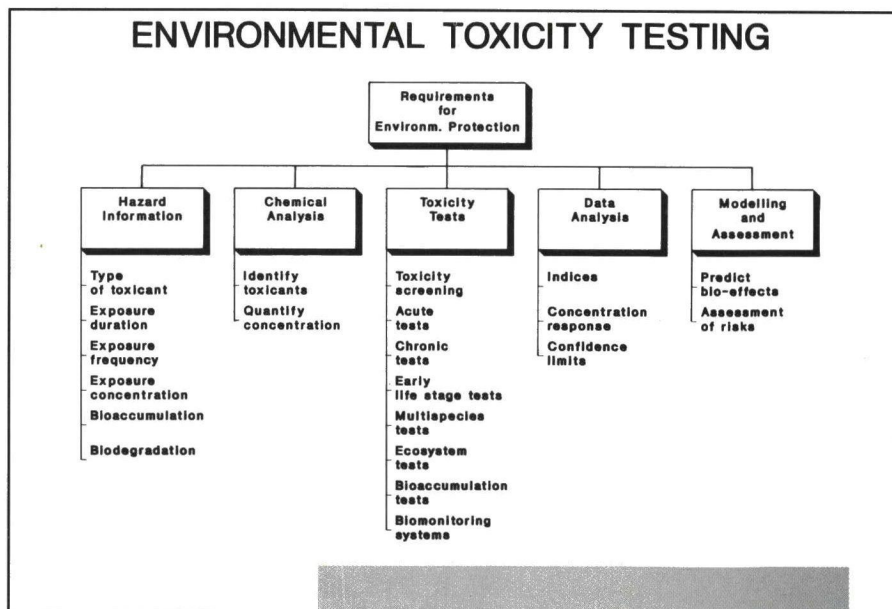 ENVIRONMENTAL TOXICITY TESTING
Requirements
for
Environm. Protection
Hazard
Information
Type
of toxicant
Exposure
duration
Exposure
frequency
Exposure
concentration
Bioaccumulation
Biodegradation
Chemical
Analysis
Identify
toxicants
Quantify
concentration
Toxicity
Tests
Toxicity
screening
Acute
tests
Chronic
tests
Early
life stage tests
Multispecies
tests
Ecosystem
tests
Bioaccumulation
tests
Biomonitoring
systems
Data
Analysis
Indices
Concentration
response
Confidence
limits
Modelling
and
Assessment
Predict
bio-effects
Assessment
of risks